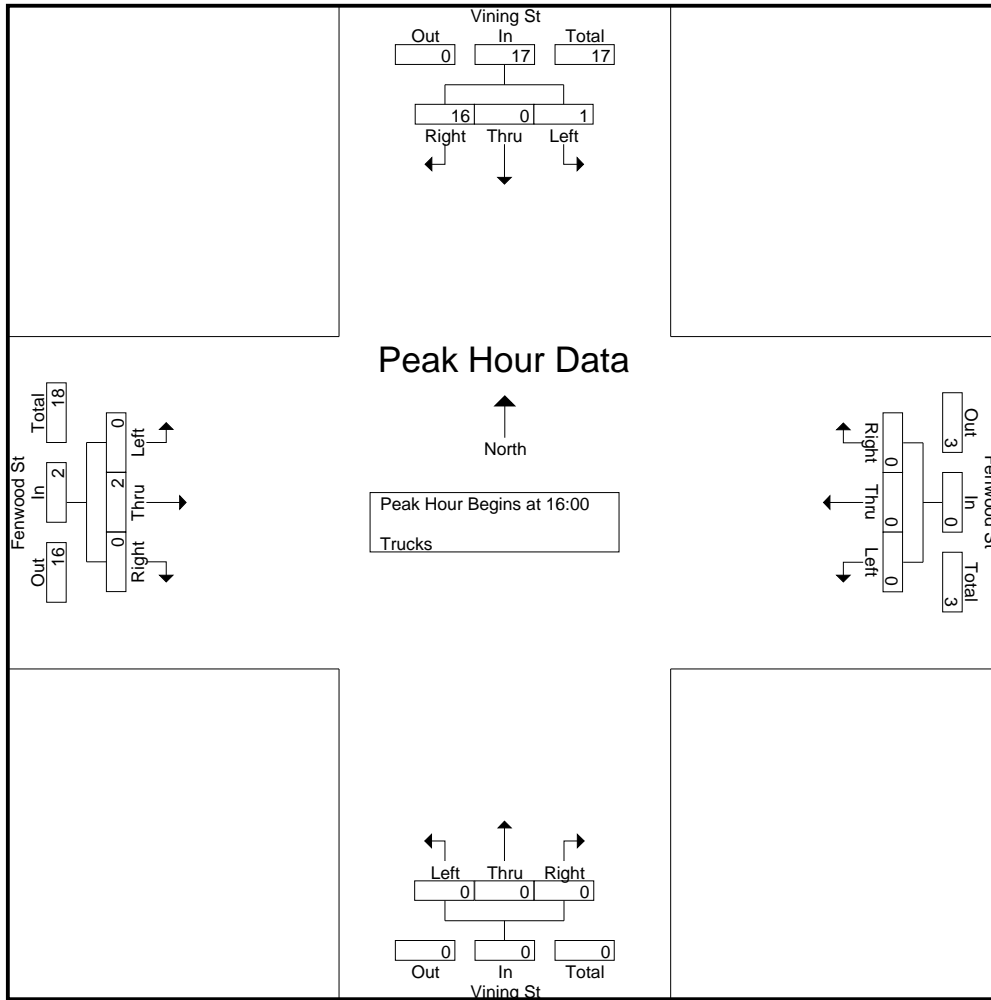 Vining St
Out In Total
0 17 17
16 0 1
Right Thru Left
Peak Hour Data
North
Peak Hour Begins at 16:00
Trucks
Fenwood St
Total In Out
18 2 16
Left Thru Right
0 2 0
Fenwood St
Out In Total
3 0 3
Right Thru Left
0 0 0
Left Thru Right
0 0 0
0 0 0
Out In Total
Vining St